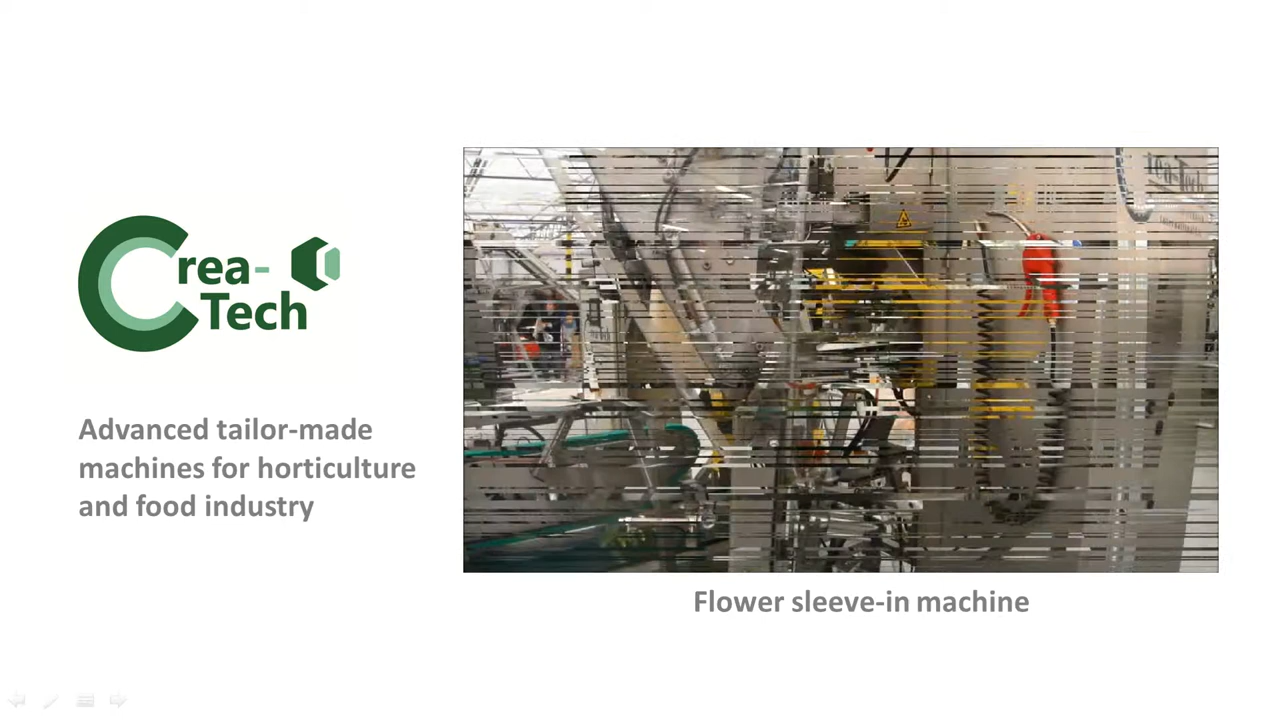 Crea-
Tech
Advanced tailor-made
machines for horticulture
and food industry
Flower sleeve-in machine